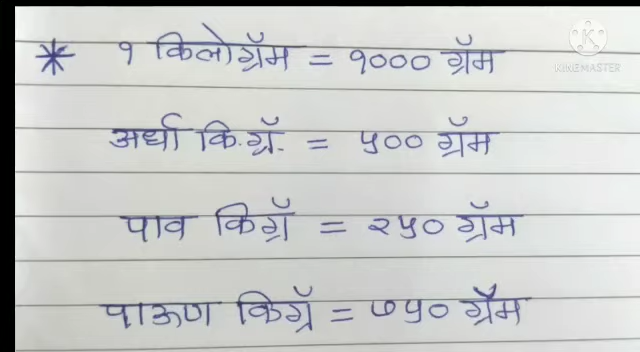 * १ किलोग्रॅम = १००० ग्रॅम
अर्धा कि.ग्रॅ. = ५०० ग्रॅम
पाव किग्रॅ = २५० ग्रॅम
पाऊण किग्रॅ = ७५० ग्रॅम
KINEMASTER